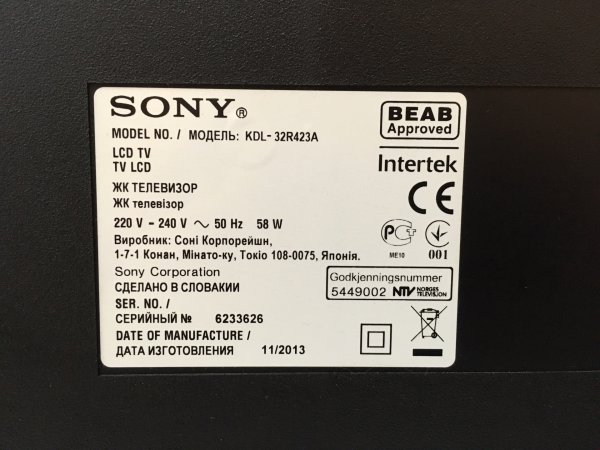 SONY®
MODEL NO. / МОДЕЛЬ: KDL-32R423A
LCD TV
TV LCD
ЖК ТЕЛЕВИЗОР
ЖК телевізор
220 V - 240 V ~ 50 Hz 58 W
Виробник: Соні Корпорейшн,
1-7-1 Конан, Мінато-ку, Токіо 108-0075, Японія.
Sony Corporation
СДЕЛАНО В СЛОВАКИИ
SER. NO. /
СЕРИЙНЫЙ № 6233626
DATE OF MANUFACTURE /
ДАТА ИЗГОТОВЛЕНИЯ 11/2013
BEAB
Approved
Intertek
CE
РСТ
ME10
001
Godkjenningsnummer
5449002 NTV NORGES TELEVISJON